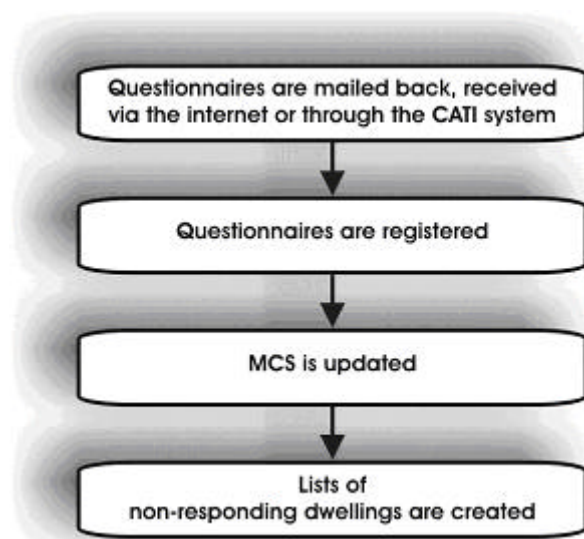 Questionnaires are mailed back, received
via the internet or through the CATI system
Questionnaires are registered
MCS is updated
Lists of
non-responding dwellings are created